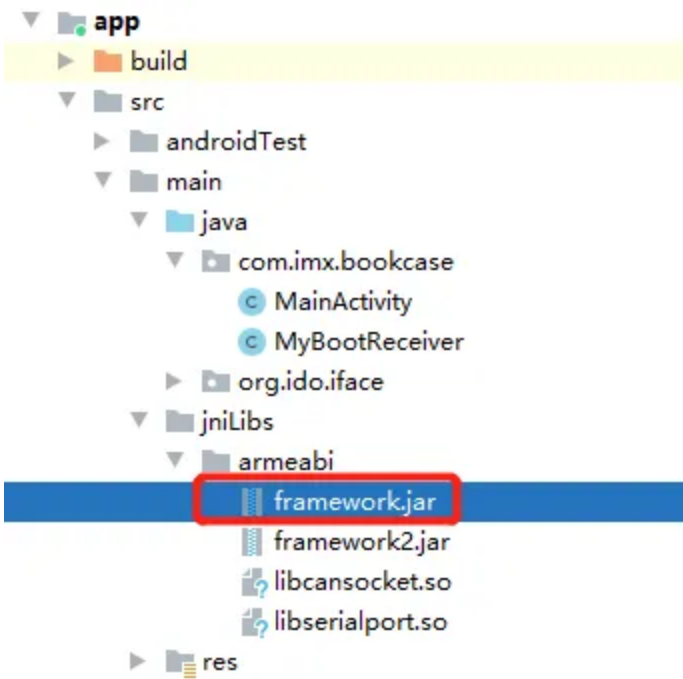 app
build
src
androidTest
main
java
com.imx.bookcase
C MainActivity
C MyBootReceiver
org.ido.iface
jniLibs
armeabi
framework.jar
framework2.jar
? libcansocket.so
? libserialport.so
res